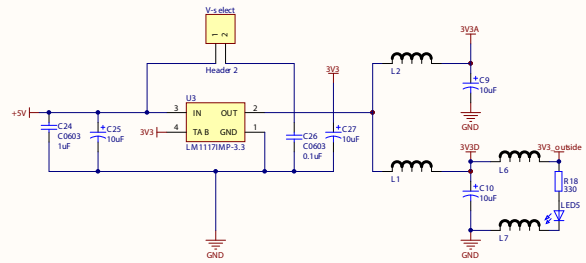 V-select
1 2
Header 2
3V3A
3V3
L2
C9
10uF
GND
U3
+5V
3 IN OUT 2
3V3 4 TAB GND 1
LM1117IMP-3.3
C24
C0603
1uF
C25
10uF
C26
C0603
0.1uF
C27
10uF
GND
L1
3V3D
L6
3V3_outside
C10
10uF
R18
330
LED5
L7
GND